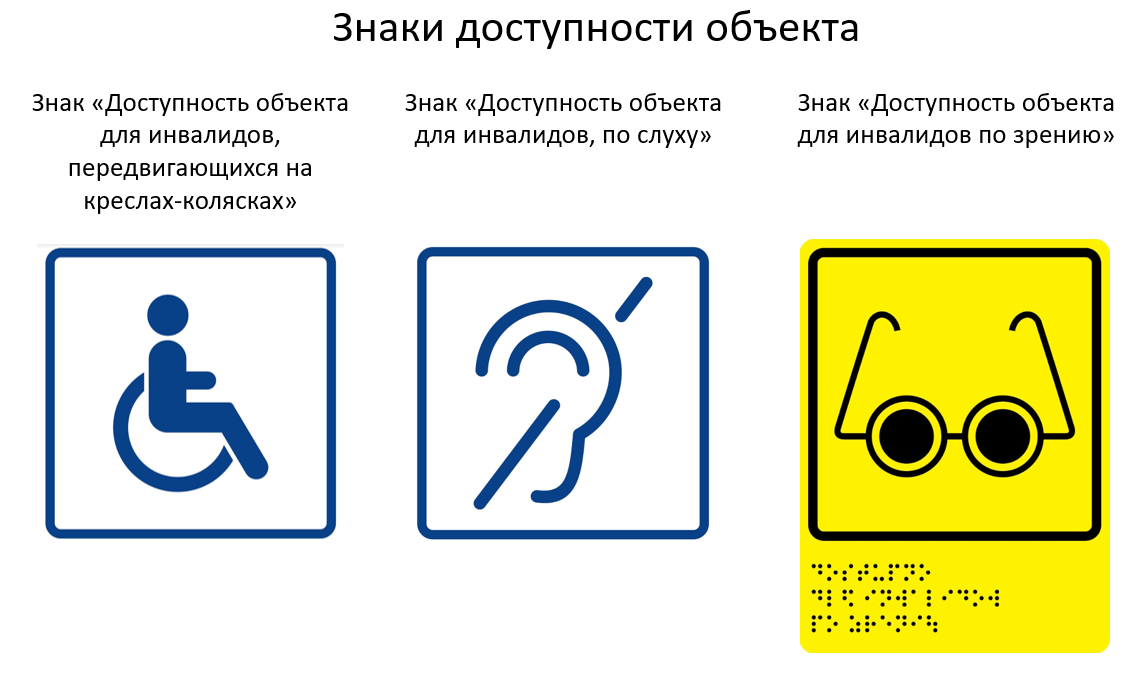 Знаки доступности объекта
Знак «Доступность объекта
для инвалидов,
передвигающихся на
креслах-колясках»
Знак «Доступность объекта
для инвалидов, по слуху»
Знак «Доступность объекта
для инвалидов по зрению»
⠙⠕⠎⠞⠥⠏⠝⠕
⠙⠇⠫ ⠊⠝⠺⠁⠇⠊⠙⠕⠺
⠏⠕ ⠵⠗⠑⠝⠊⠳